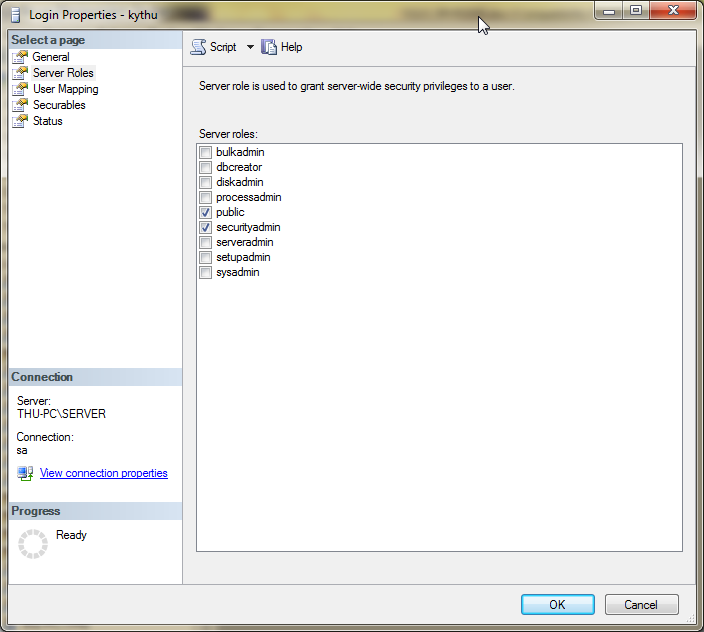 Login Properties - kythu
Select a page
General
Server Roles
User Mapping
Securables
Status
Script
Help
Server role is used to grant server-wide security privileges to a user.
Server roles:
bulkadmin
dbcreator
diskadmin
processadmin
public
securityadmin
serveradmin
setupadmin
sysadmin
Connection
Server:
THU-PC\SERVER
Connection:
sa
View connection properties
Progress
Ready
OK
Cancel